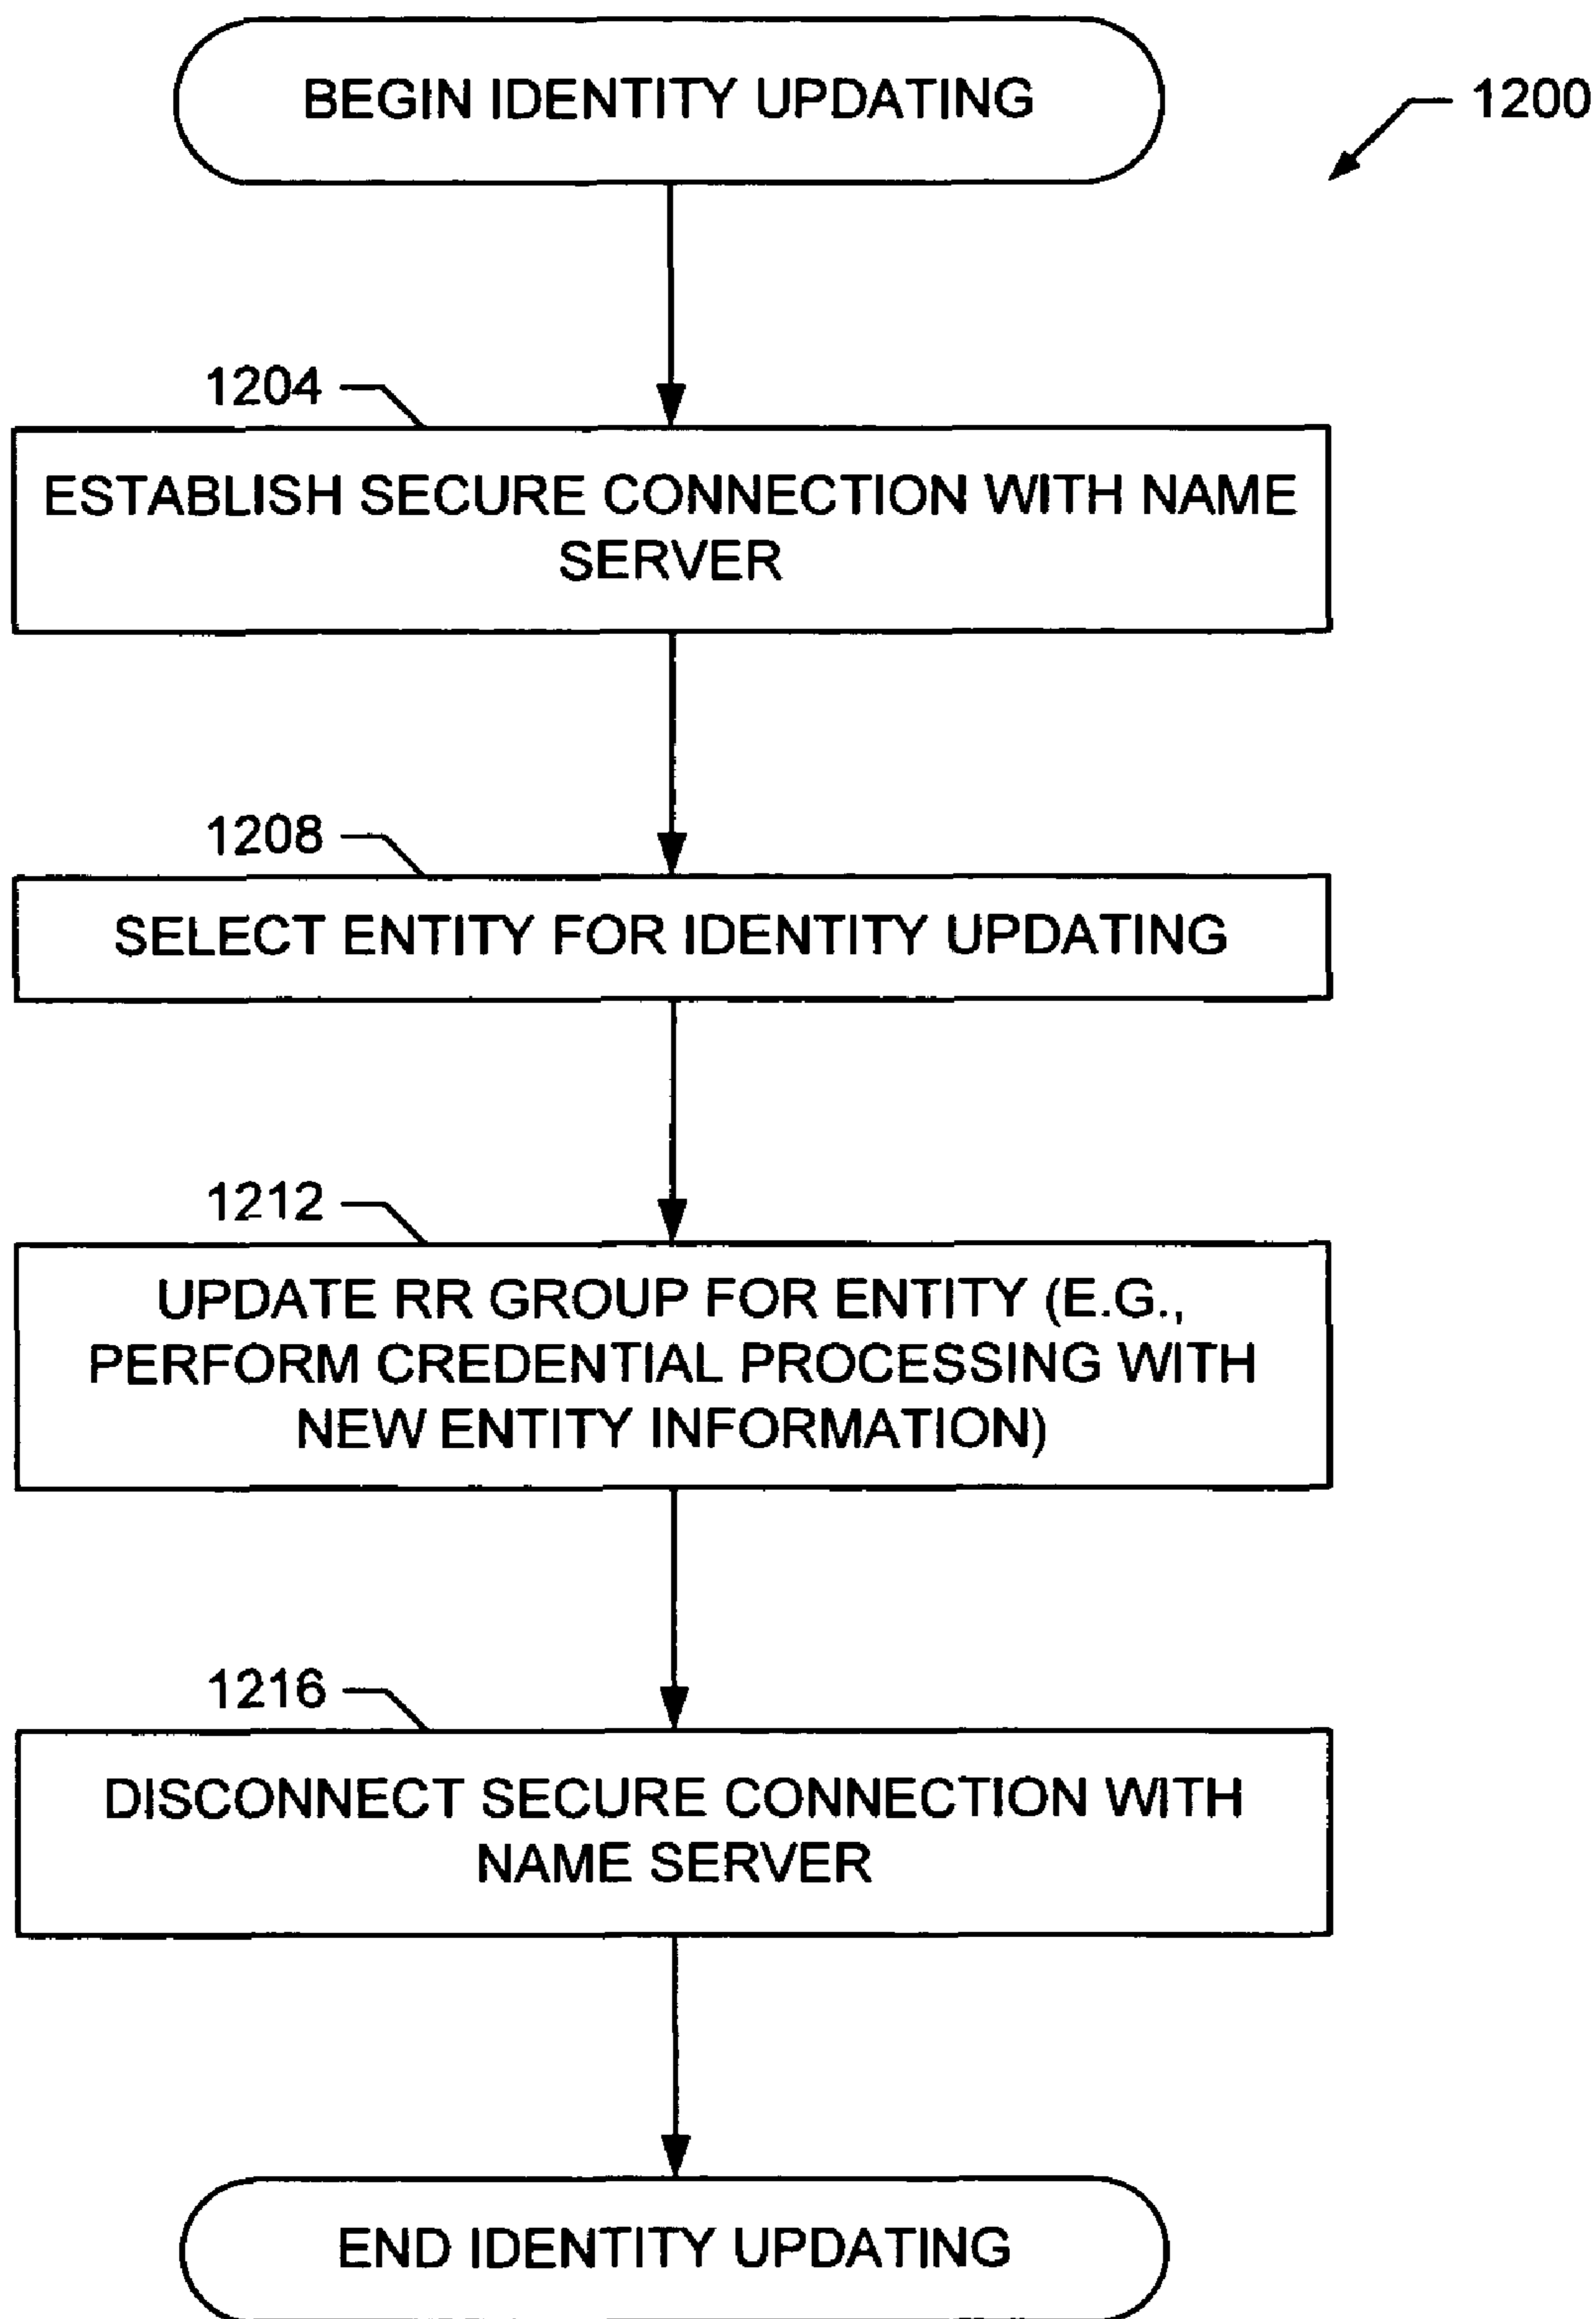 BEGIN IDENTITY UPDATING
1200
1204
ESTABLISH SECURE CONNECTION WITH NAME
SERVER
1208
SELECT ENTITY FOR IDENTITY UPDATING
1212
UPDATE RR GROUP FOR ENTITY (E.G.,
PERFORM CREDENTIAL PROCESSING WITH
NEW ENTITY INFORMATION)
1216
DISCONNECT SECURE CONNECTION WITH
NAME SERVER
END IDENTITY UPDATING